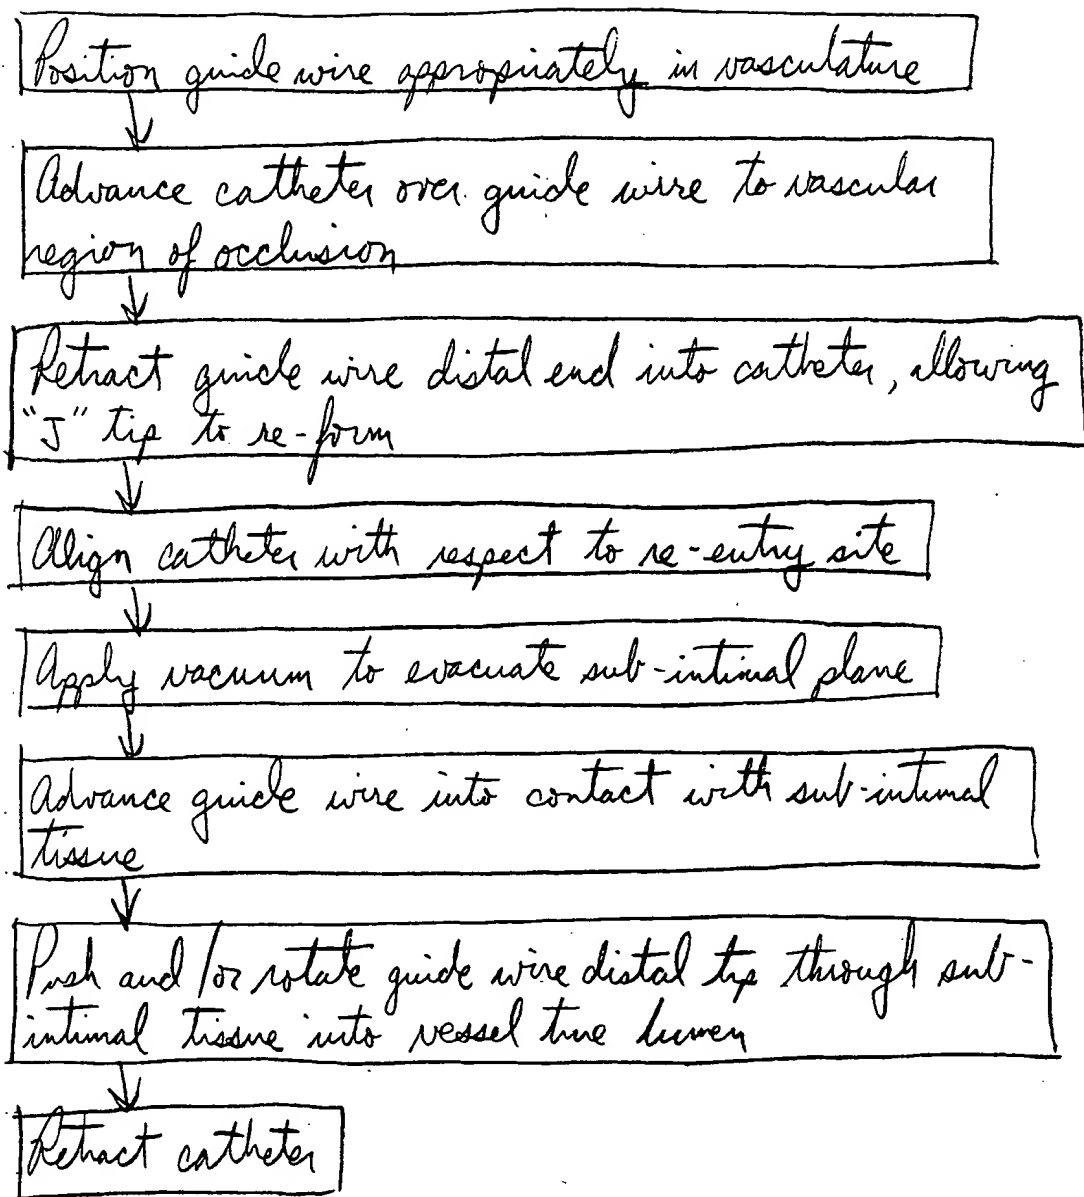 Position guide wire appropriately in vasculature
Advance catheter over guide wire to vascular
region of occlusion
Retract guide wire distal end into catheter, allowing
"J" tip to re-form
Align catheter with respect to re-entry site
Apply vacuum to evacuate sub-intimal plane
Advance guide wire into contact with sub-intimal
tissue
Push and/or rotate guide wire distal tip through sub-
intimal tissue into vessel true lumen
Retract catheter